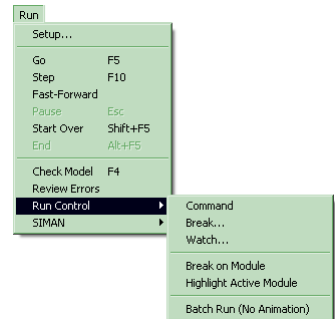 Run
Setup...
Go F5
Step F10
Fast-Forward
Pause Esc
Start Over Shift+F5
End Alt+F5
Check Model F4
Review Errors
Run Control
SIMAN
Command
Break...
Watch...
Break on Module
Highlight Active Module
Batch Run (No Animation)